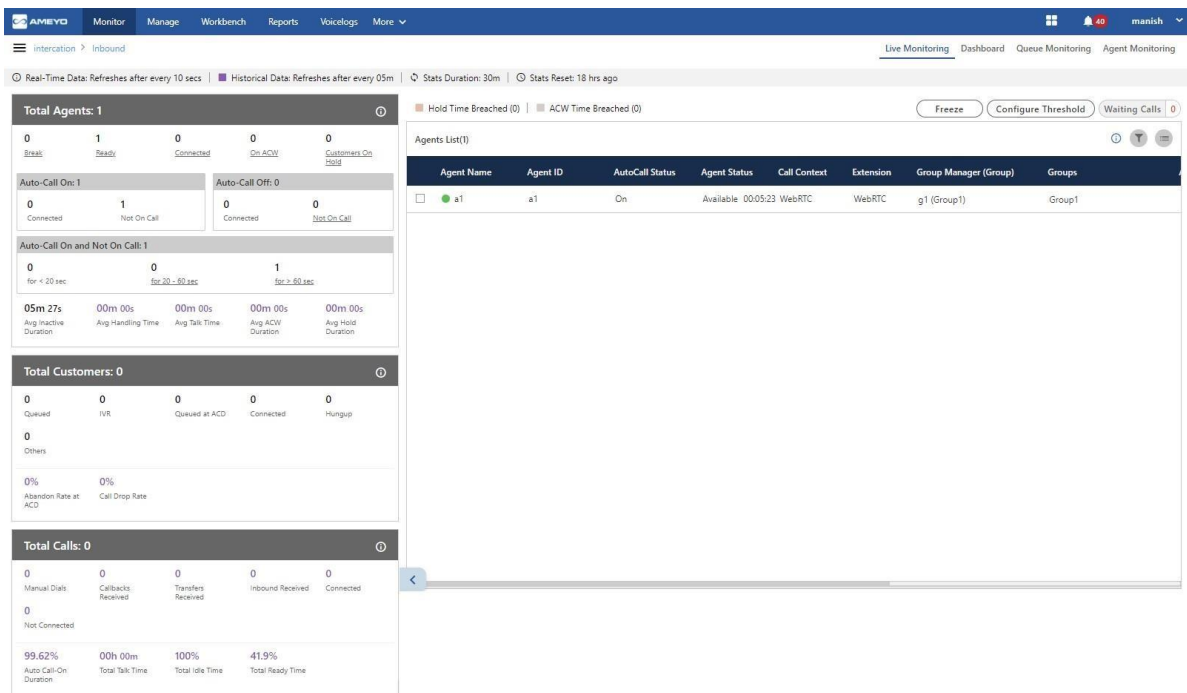 AMEYO Monitor Manage Workbench Reports Voicelogs More 40 manish
intercation > Inbound Live Monitoring Dashboard Queue Monitoring Agent Monitoring
Real-Time Data: Refreshes after every 10 secs | Historical Data: Refreshes after every 05m | Stats Duration: 30m | Stats Reset: 18 hrs ago
Total Agents: 1
0 1 0 0 0
Break Ready Connected On ACW Customers On
Hold
Auto-Call On: 1 Auto-Call Off: 0
0 1 0 0
Connected Not On Call Connected Not On Call
Auto-Call On and Not On Call: 1
0 0 1
for < 20 sec for 20 - 60 sec for > 60 sec
05m 27s 00m 00s 00m 00s 00m 00s 00m 00s
Avg Inactive Avg Handling Time Avg Talk Time Avg ACW Avg Hold
Duration Duration Duration
Total Customers: 0
0 0 0 0 0
Queued IVR Queued at ACD Connected Hungup
0
Others
0% 0%
Abandon Rate at Call Drop Rate
ACD
Total Calls: 0
0 0 0 0 0
Manual Dials Callbacks Transfers Inbound Received Connected
Received Received
0
Not Connected
99.62% 00h 00m 100% 41.9%
Auto Call-On Total Talk Time Total Idle Time Total Ready Time
Duration
Hold Time Breached (0) | ACW Time Breached (0) Freeze Configure Threshold Waiting Calls 0
Agents List(1)
Agent Name Agent ID AutoCall Status Agent Status Call Context Extension Group Manager (Group) Groups
a1 a1 On Available 00:05:23 WebRTC WebRTC g1 (Group1) Group1